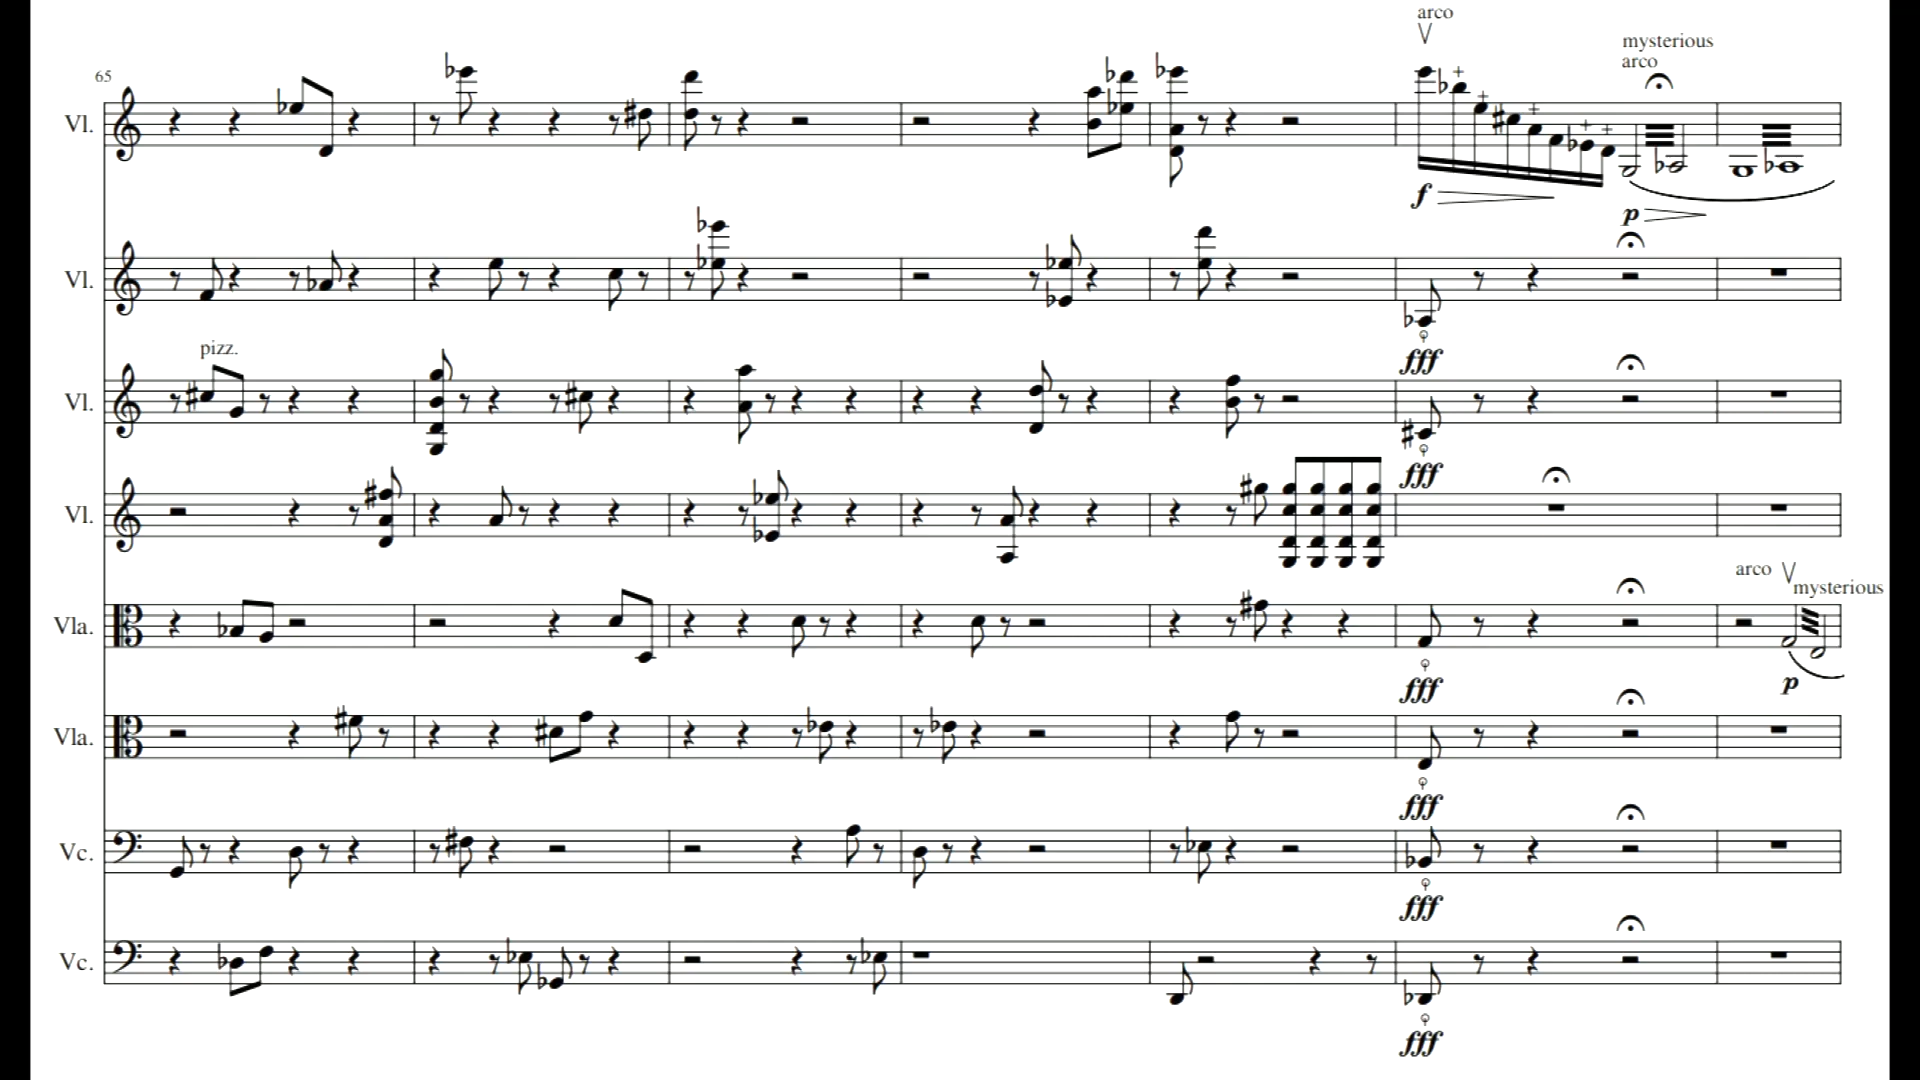 arco
mysterious
arco
65
Vl.
f
p
Vl.
fff
pizz.
Vl.
fff
Vl.
arco
mysterious
Vla.
fff
p
Vla.
fff
Vc.
fff
Vc.
fff